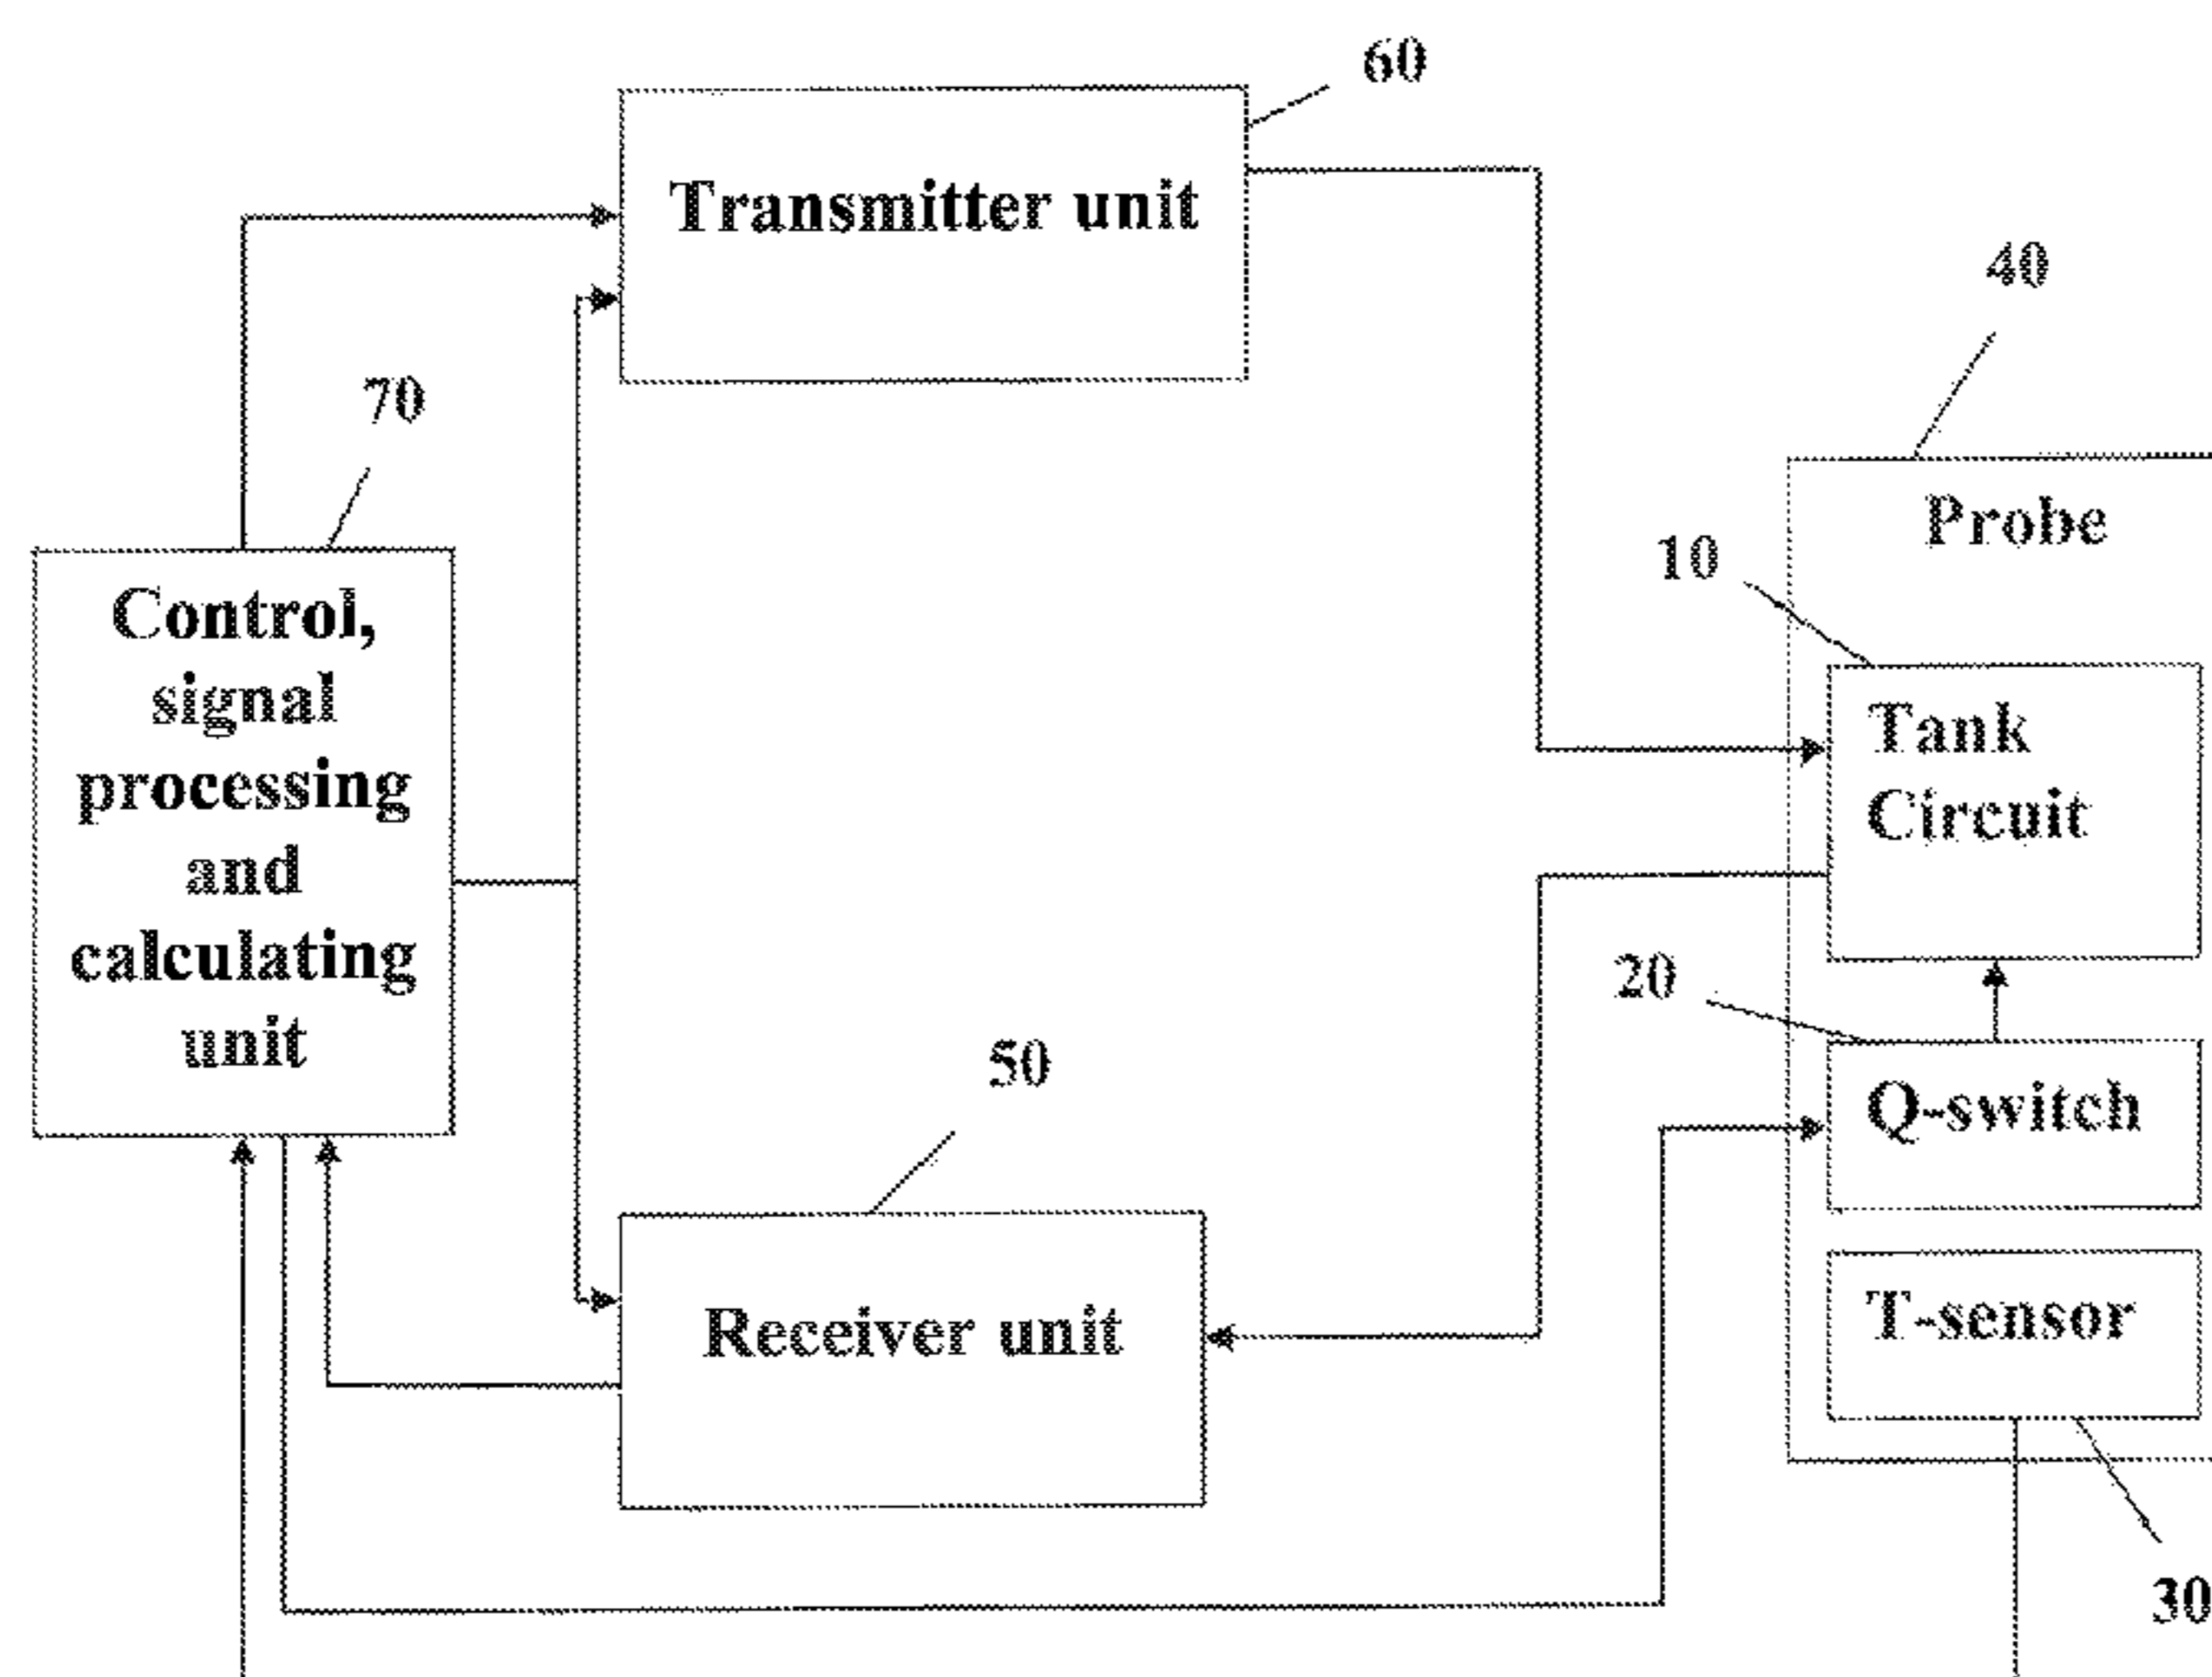 60
Transmitter unit
40
70
Probe
10
Control,
signal
processing
and
calculating
unit
Tank
Circuit
20
50
Q-switch
Receiver unit
T-sensor
30